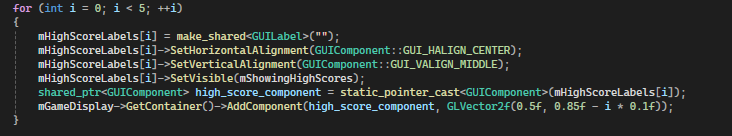 for (int i = 0; i < 5; ++i)
{
mHighScoreLabels[i] = make_shared<GUILabel>("");
mHighScoreLabels[i]->SetHorizontalAlignment(GUIComponent::GUI_HALIGN_CENTER);
mHighScoreLabels[i]->SetVerticalAlignment(GUIComponent::GUI_VALIGN_MIDDLE);
mHighScoreLabels[i]->SetVisible(mShowingHighScores);
shared_ptr<GUIComponent> high_score_component = static_pointer_cast<GUIComponent>(mHighScoreLabels[i]);
mGameDisplay->GetContainer()->AddComponent(high_score_component, GLVector2f(0.5f, 0.85f - i * 0.1f));
}